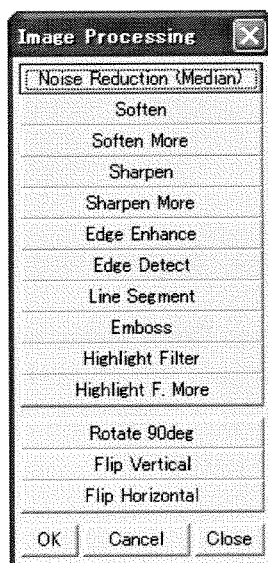 Image Processing
Noise Reduction (Median)
Soften
Soften More
Sharpen
Sharpen More
Edge Enhance
Edge Detect
Line Segment
Emboss
Highlight Filter
Highlight F. More
Rotate 90deg
Flip Vertical
Flip Horizontal
OK Cancel Close